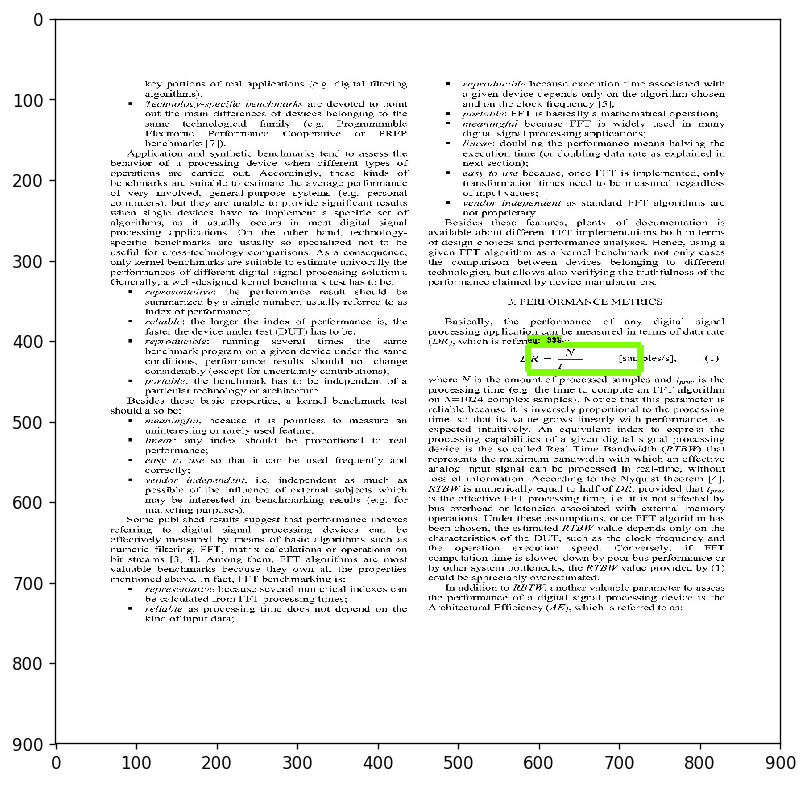 0
100
200
300
400
500
600
700
800
900
0
100
200
300
400
500
600
700
800
900
key portions of real applications (e.g. digital filtering
algorithms).
▪ Technology-specific benchmarks are devoted to point
out the main differences of devices belonging to the
same technological family (e.g. Programmable
Electronic Performance Cooperative or PREP
benchmarks [7]).
Application and synthetic benchmarks tend to assess the
behavior of a processing device when different types of
operations are carried out. Accordingly, these kinds of
benchmarks are suitable to estimate the average performance
of very involved, general-purpose systems (e.g. personal
computers), but they are unable to provide significant results
when single devices have to implement a specific set of
algorithms, as it usually occurs in most digital signal
processing applications. On the other hand, technology-
specific benchmarks are usually so specialized not to be
useful for cross-technology comparisons. As a consequence,
only kernel benchmarks are suitable to estimate univocally the
performances of different digital signal processing solutions.
Generally, a well-designed kernel benchmark test has to be:
▪ representative: the performance result should be
summarized by a single number, usually referred to as
index of performance;
▪ reliable: the larger the index of performance is, the
faster the device under test (DUT) has to be.
▪ reproducible: running several times the same
benchmark program on a given device under the same
conditions, performance results should not change
considerably (except for uncertainty contributions);
▪ portable: the benchmark has to be independent of a
particular technology or architecture.
Besides these basic properties, a kernel benchmark test
should also be:
▪ meaningful, because it is pointless to measure an
uninteresting or rarely used feature.
▪ linear: any index should be proportional to real
performance;
▪ easy to use so that it can be used frequently and
correctly;
▪ vendor independent, i.e. independent as much as
possible of the influence of external subjects which
may be interested in benchmarking results (e.g. for
marketing purposes).
Some published results suggest that performance indexes
referring to digital signal processing devices can be
effectively measured by means of basic algorithms such as
numeric filtering, FFT, matrix calculations or operations on
bit streams [3, 4]. Among them, FFT algorithms are most
valuable benchmarks because they own all the properties
mentioned above. In fact, FFT benchmarking is:
▪ representative because several numerical indexes can
be calculated from FFT processing times;
▪ reliable as processing time does not depend on the
kind of input data;
▪ reproducible because execution time associated with
a given device depends only on the algorithm chosen
and on the clock frequency [5];
▪ portable: FFT is basically a mathematical operation;
▪ meaningful because FFT is widely used in many
digital signal processing applications;
▪ linear: doubling the performance means halving the
execution time (or doubling data rate as explained in
next section);
▪ easy to use because, once FFT is implemented, only
transformation times need to be measured regardless
of input values;
▪ vendor independent as standard FFT algorithms are
not proprietary.
Besides these features, plenty of documentation is
available about different FFT implementations both in terms
of design choices and performance analyses. Hence, using a
given FFT algorithm as a kernel benchmark not only eases
the comparison between devices belonging to different
technologies, but allows also verifying the truthfulness of the
performance claimed by device manufacturers.
3. PERFORMANCE METRICS
Basically, the performance of any digital signal
processing application can be measured in terms of data rate
(DR), which is
99%
DR = N [samples/s], (1)
where N is the amount of processed samples and tproc is the
processing time (e.g. the time to compute an FFT algorithm
on N=1024 complex samples). Notice that this parameter is
reliable because it is inversely proportional to the processing
time, so that its value grows linearly with performance, as
expected intuitively. An equivalent index to express the
processing capabilities of a given digital signal processing
device is the so-called Real-Time Bandwidth (RTBW) that
represents the maximum bandwidth with which an effective
analog input signal can be processed in real-time, without
loss of information. According to the Nyquist theorem [4],
RTBW is numerically equal to half of DR, provided that tproc
is the effective FFT processing time, i.e. it is not affected by
bus overhead or latencies associated with external memory
operations. Under these assumptions, once FFT algorithm has
been chosen, the estimated RTBW value depends only on the
characteristics of the DUT, such as the clock frequency and
the operation execution speed. Conversely, if FFT
computation time is slowed down by poor bus performance or
by other system bottlenecks, the RTBW value provided by (1)
could be appreciably overestimated.
In addition to RTBW, another valuable parameter to assess
the performance of a digital signal processing device is the
Architectural Efficiency (AE), which is referred to as: